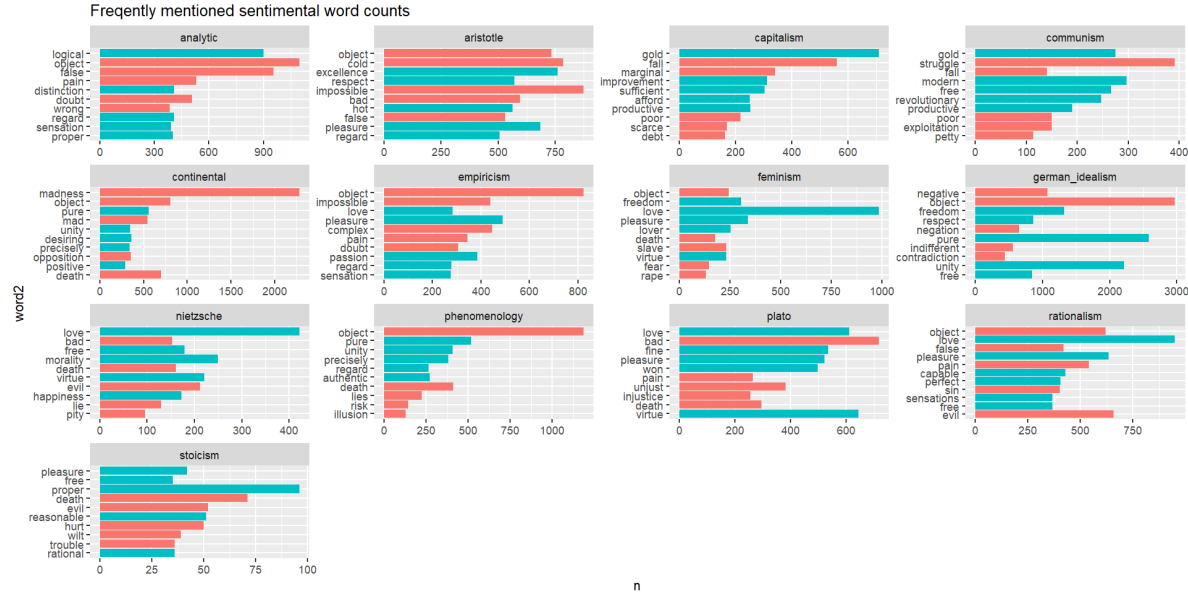 Freqently mentioned sentimental word counts
analytic
logical
object
false
pain
distinction
doubt
wrong
regard
sensation
proper
0 300 600 900
aristotle
object
cold
excellence
respect
impossible
bad
hot
false
pleasure
regard
0 250 500 750
capitalism
gold
fall
marginal
improvement
sufficient
afford
productive
poor
scarce
debt
0 200 400 600
communism
gold
struggle
fall
modern
free
revolutionary
productive
poor
exploitation
petty
0 100 200 300 400
continental
madness
object
pure
mad
unity
desiring
precisely
opposition
positive
death
0 500 1000 1500 2000
empiricism
object
impossible
love
pleasure
complex
pain
doubt
passion
regard
sensation
0 200 400 600 800
feminism
object
freedom
love
pleasure
lover
death
slave
virtue
fear
rape
0 250 500 750 1000
german_idealism
negative
object
freedom
respect
negation
pure
indifferent
contradiction
unity
free
0 1000 2000 3000
word2
nietzsche
love
bad
free
morality
death
virtue
evil
happiness
lie
pity
0 100 200 300 400
phenomenology
object
pure
unity
precisely
regard
authentic
death
lies
risk
illusion
0 250 500 750 1000
plato
love
bad
fine
pleasure
won
pain
unjust
injustice
death
virtue
0 200 400 600
rationalism
object
love
false
pleasure
pain
capable
perfect
sin
sensations
free
evil
0 250 500 750
stoicism
pleasure
free
proper
death
evil
reasonable
hurt
wilt
trouble
rational
0 25 50 75 100
n